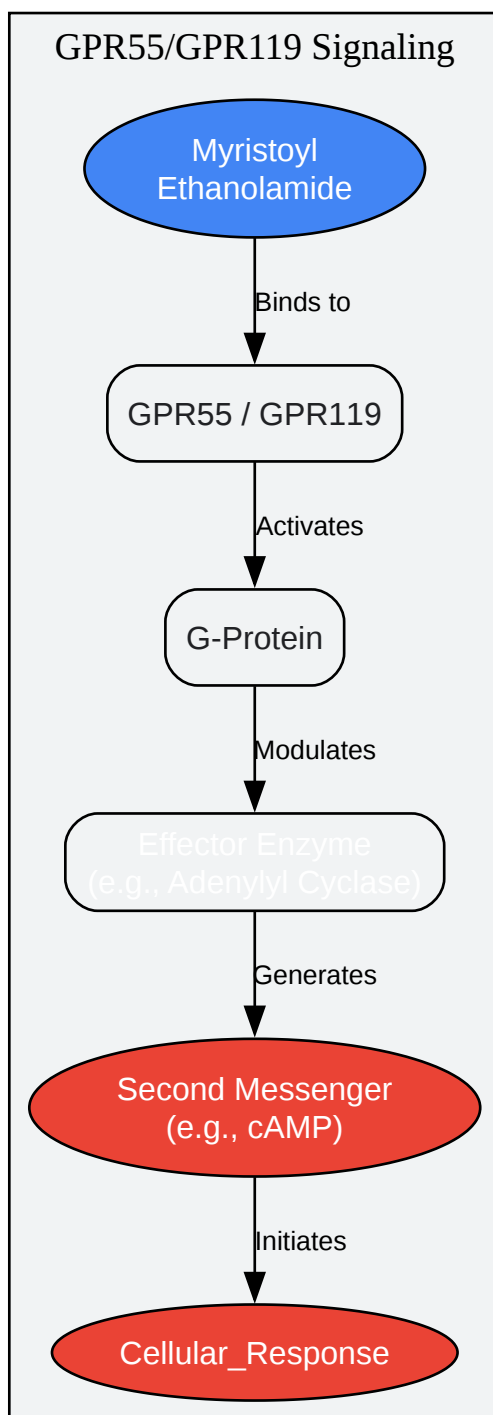 GPR55/GPR119 Signaling
Myristoyl
Ethanolamide
Binds to
GPR55 / GPR119
Activates
G-Protein
Modulates
Effector Enzyme
(e.g., Adenylyl Cyclase)
Generates
Second Messenger
(e.g., cAMP)
Initiates
Cellular_Response